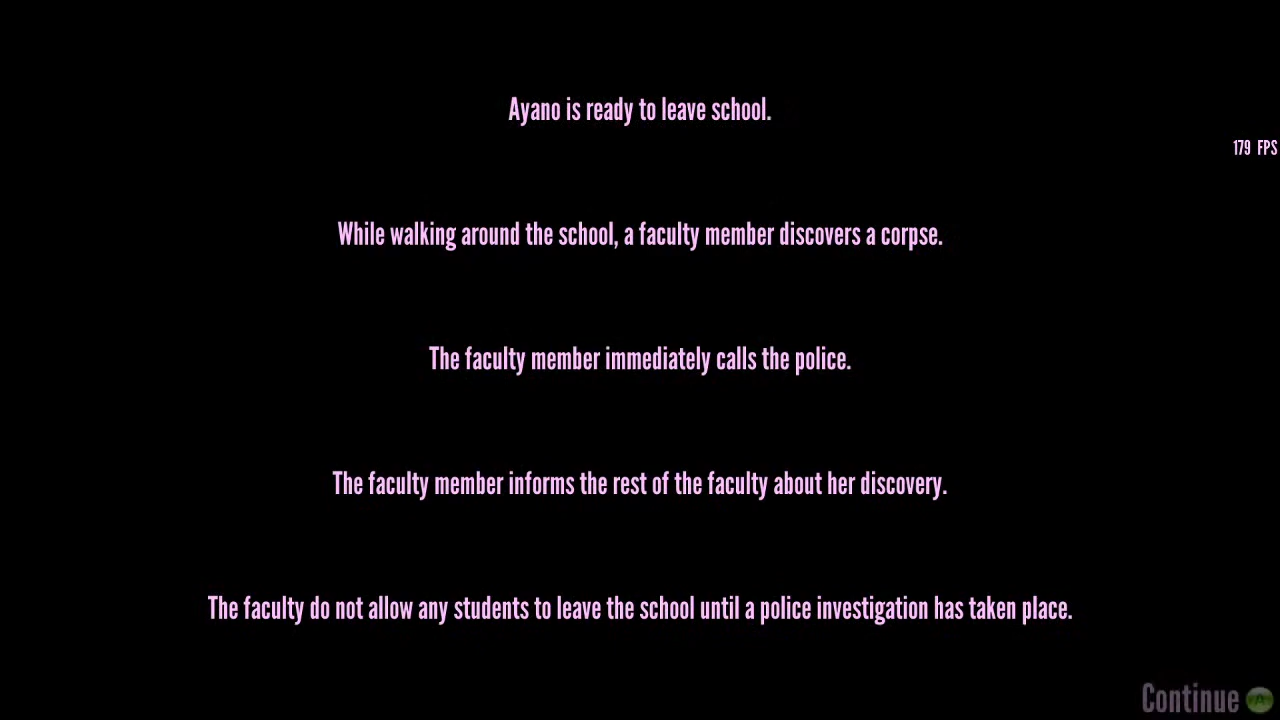 Ayano is ready to leave school.
179 FPS
While walking around the school, a faculty member discovers a corpse.
The faculty member immediately calls the police.
The faculty member informs the rest of the faculty about her discovery.
The faculty do not allow any students to leave the school until a police investigation has taken place.
Continue A